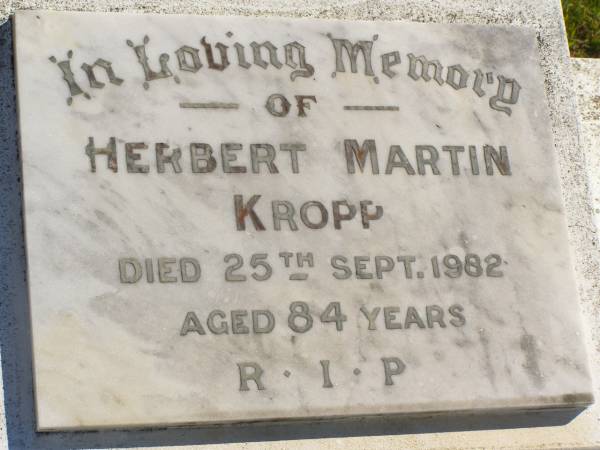 In Loving Memory
OF
HERBERT MARTIN
KROPP
DIED 25TH SEPT. 1982
AGED 84 YEARS
R · I · P